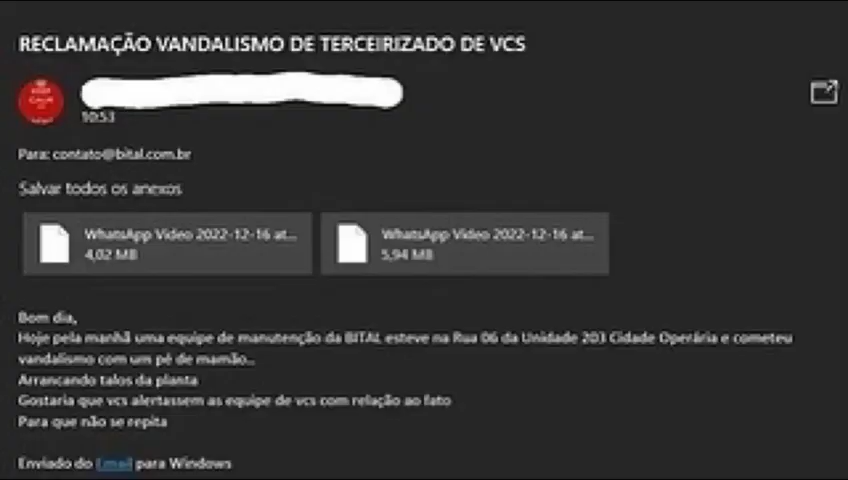 RECLAMAÇÃO VANDALISMO DE TERCEIRIZADO DE VCS
10:53
Para: contato@bital.com.br
Salvar todos os anexos
WhatsApp Video 2022-12-16 at... WhatsApp Video 2022-12-16 at...
4,02 MB 5,94 MB
Bom dia,
Hoje pela manhã uma equipe de manutenção da BITAL esteve na Rua 06 da Unidade 203 Cidade Operária e cometeu
vandalismo com um pé de mamão..
Arrancando talos da planta
Gostaria que vcs alertassem as equipe de vcs com relação ao fato
Para que não se repita
Enviado do Email para Windows